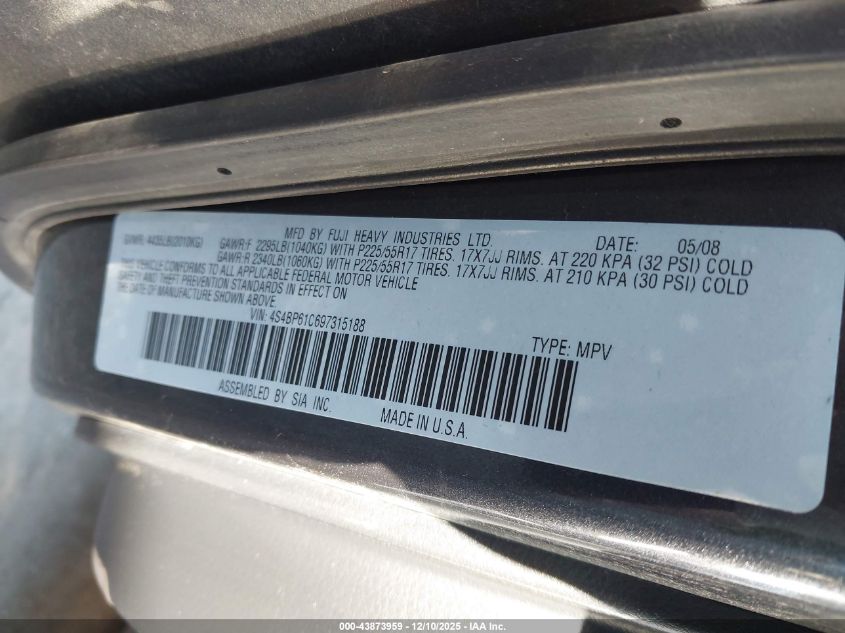 MFD BY FUJI HEAVY INDUSTRIES LTD. DATE: 05/08
GVWR: 4435LB(2010KG) GAWR:F 2295LB(1040KG) WITH P225/55R17 TIRES, 17X7JJ RIMS. AT 220 KPA (32 PSI) COLD
GAWR:R 2340LB(1060KG) WITH P225/55R17 TIRES, 17X7JJ RIMS. AT 210 KPA (30 PSI) COLD
THIS VEHICLE CONFORMS TO ALL APPLICABLE FEDERAL MOTOR VEHICLE
SAFETY AND THEFT PREVENTION STANDARDS IN EFFECT ON
THE DATE OF MANUFACTURE SHOWN ABOVE.
VIN: 4S4BP61C697315188
TYPE: MPV
ASSEMBLED BY SIA INC.
MADE IN U.S.A.
000-43873959 - 12/10/2025 - IAA Inc.